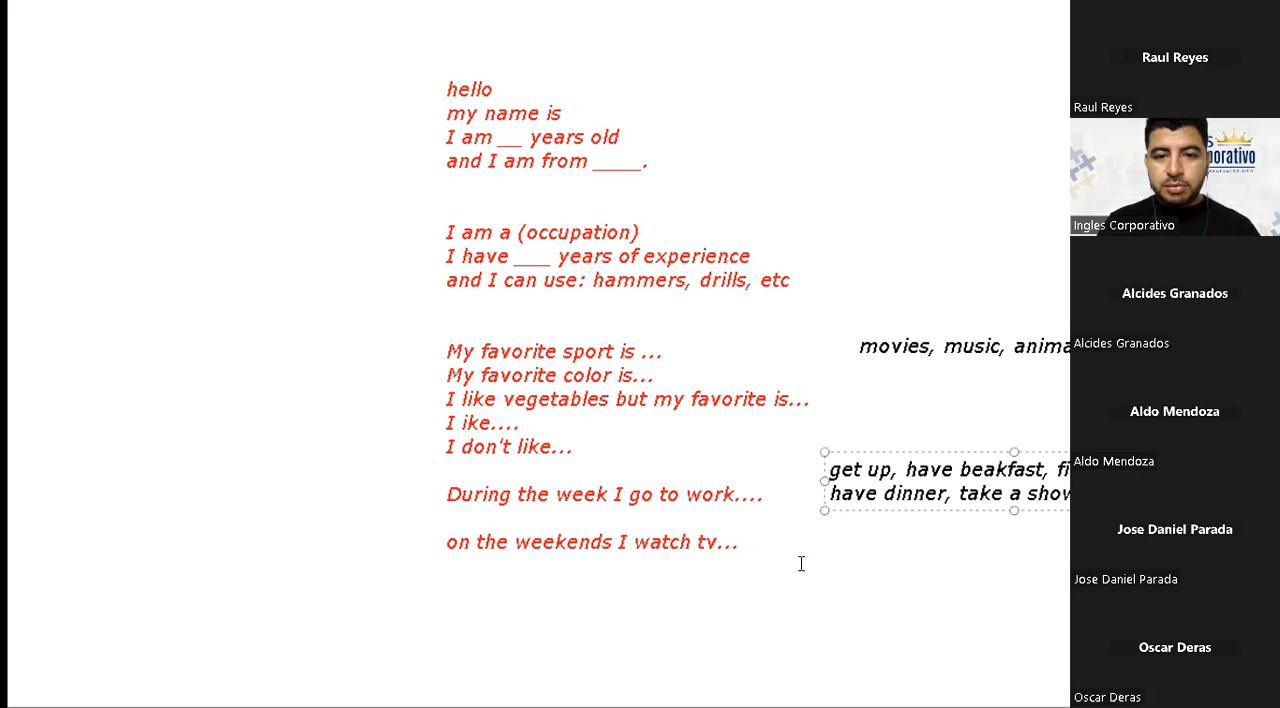 hello
my name is
I am __ years old
and I am from ____.
I am a (occupation)
I have ___ years of experience
and I can use: hammers, drills, etc
My favorite sport is ...
My favorite color is...
I like vegetables but my favorite is...
I ike....
I don't like...
During the week I go to work....
on the weekends I watch tv...
movies, music, anima
get up, have beakfast, fi
have dinner, take a show
Raul Reyes
Raul Reyes
Ingles Corporativo
Alcides Granados
Alcides Granados
Aldo Mendoza
Aldo Mendoza
Jose Daniel Parada
Jose Daniel Parada
Oscar Deras
Oscar Deras